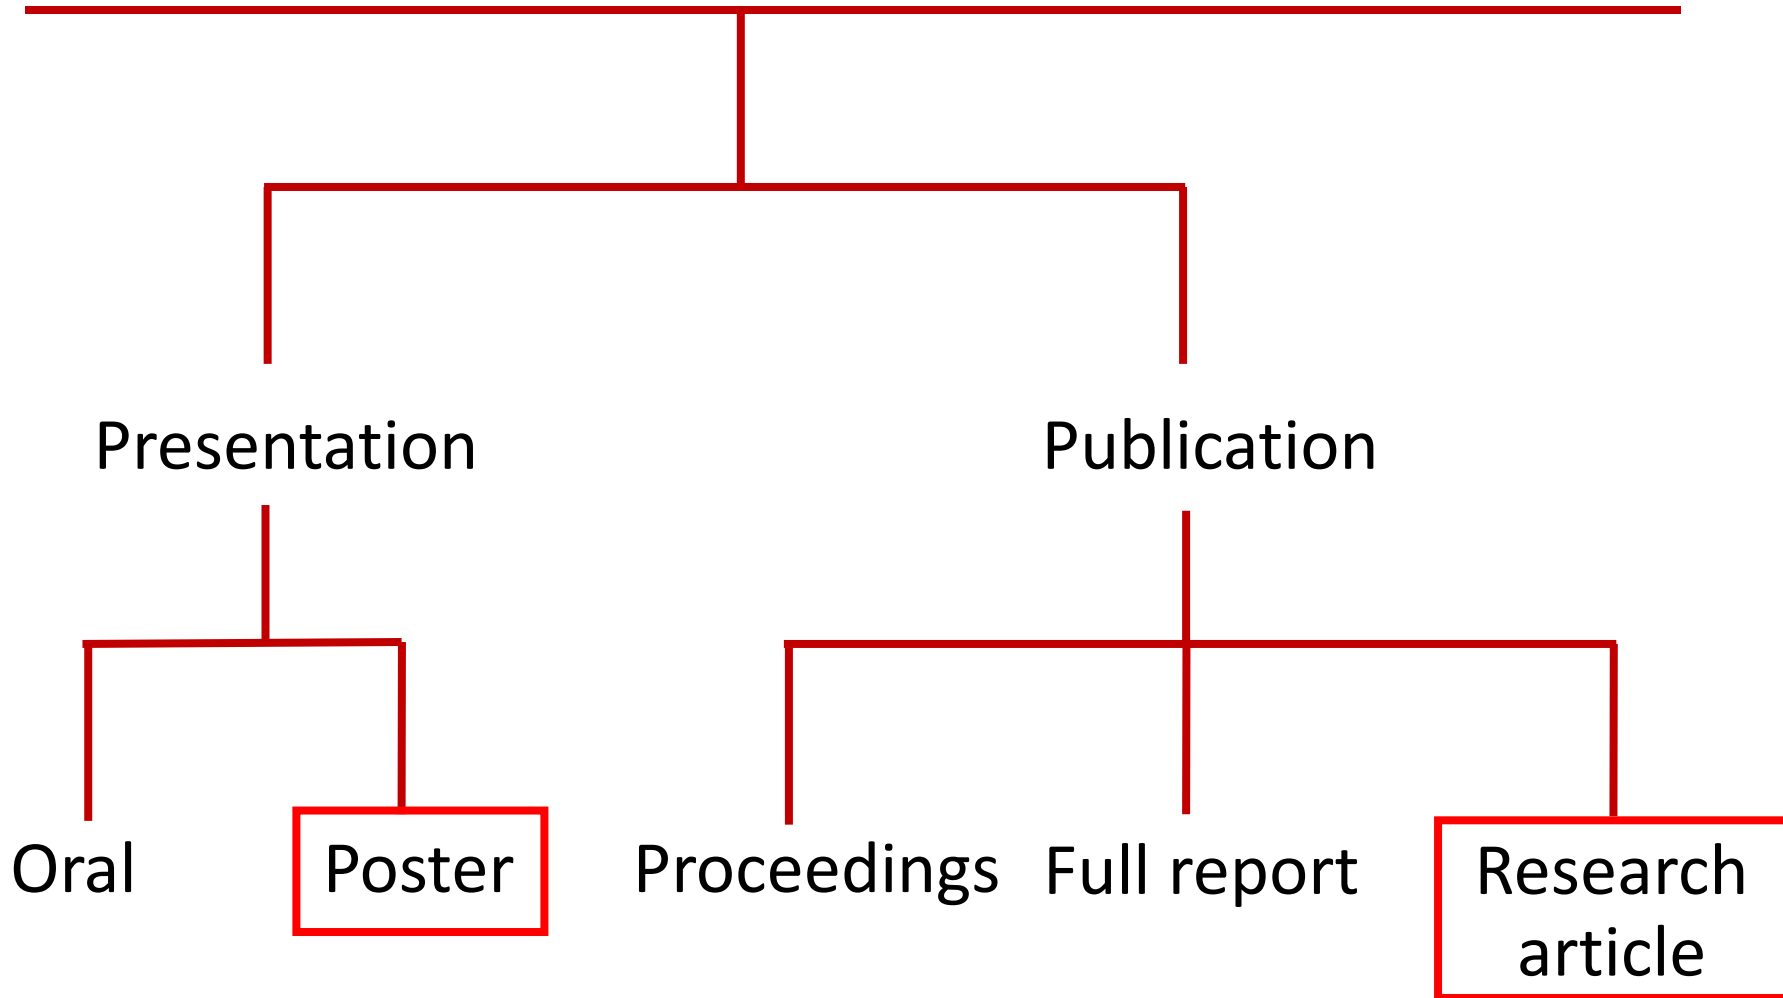 Presentation
Publication
Oral
Poster
Proceedings
Full report
Research
article